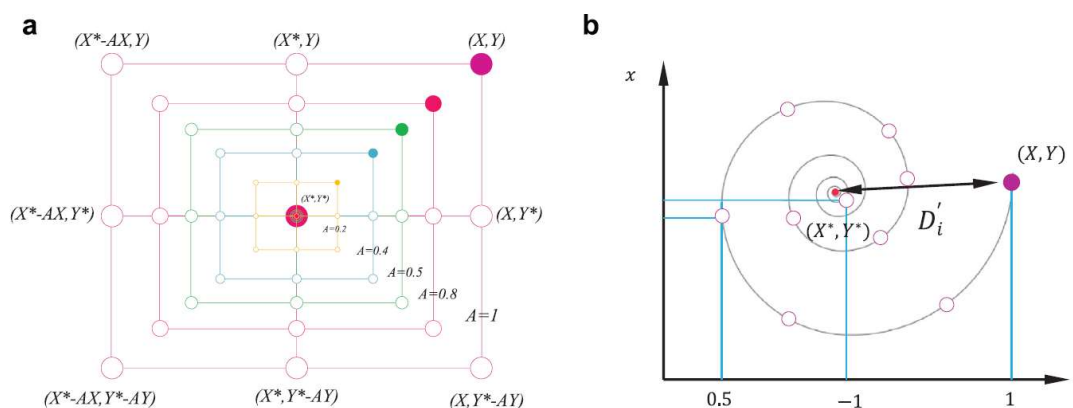 a
(X*-AX,Y)
(X*,Y)
(X,Y)
(X*,Y*)
(X*-AX,Y*)
(X,Y*)
A=0.2
A=0.4
A=0.5
A=0.8
A=1
(X*-AX,Y*-AY)
(X*,Y*-AY)
(X,Y*-AY)
b
x
(X,Y)
(X*,Y*)
D'i
0.5
−1
1